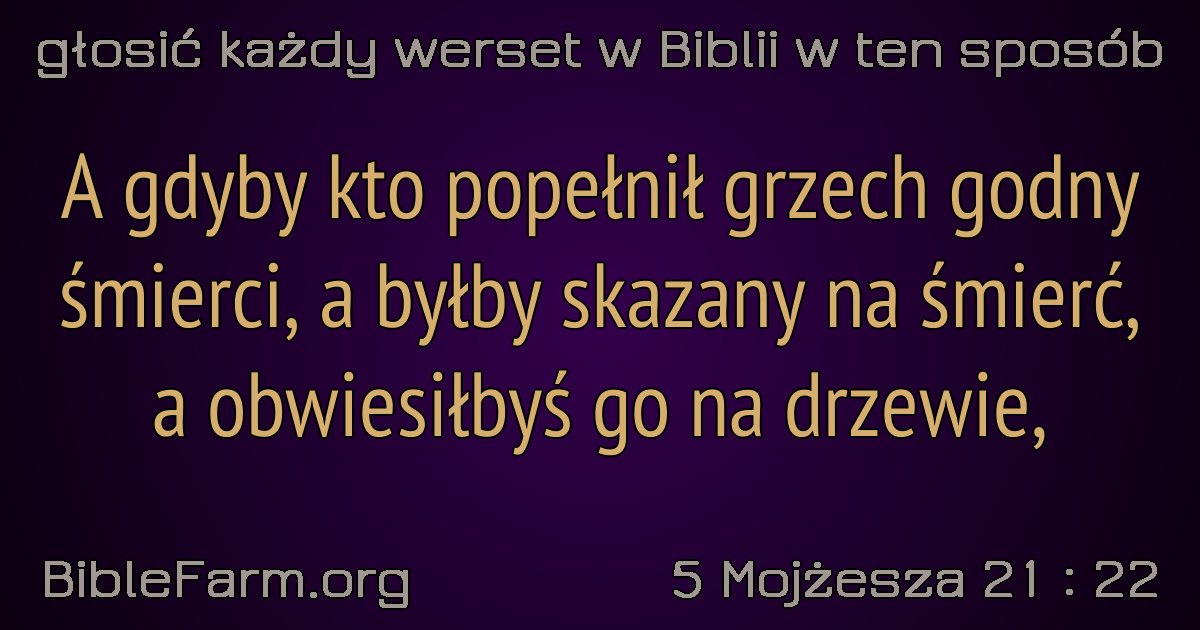 głosić każdy werset w Biblii w ten sposób
A gdyby kto popełnił grzech godny
śmierci, a byłby skazany na śmierć,
a obwiesiłbyś go na drzewie,
BibleFarm.org
5 Mojżesza 21 : 22